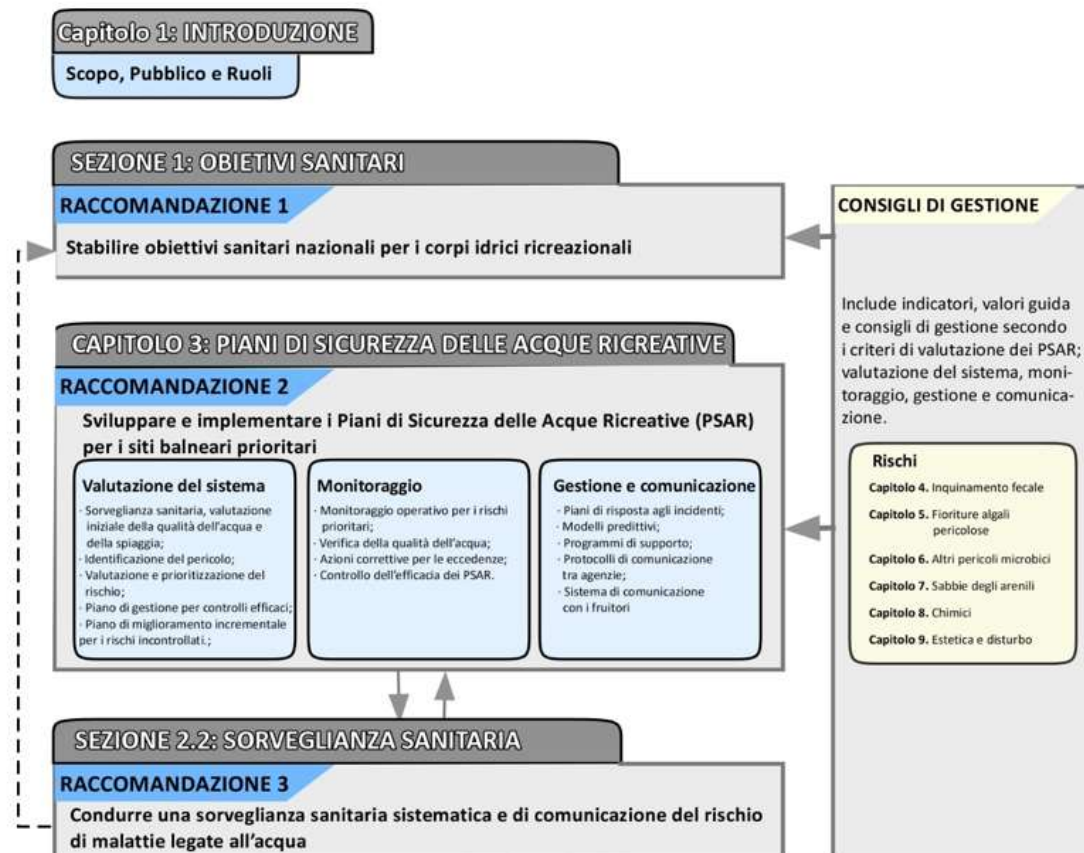 Capitolo 1: INTRODUZIONE
Scopo, Pubblico e Ruoli
SEZIONE 1: OBIETIVI SANITARI
RACCOMANDAZIONE 1
Stabilire obiettivi sanitari nazionali per i corpi idrici ricreazionali
CAPITOLO 3: PIANI DI SICUREZZA DELLE ACQUE RICREATIVE
RACCOMANDAZIONE 2
Sviluppare e implementare i Piani di Sicurezza delle Acque Ricreative (PSAR)
per i siti balneari prioritari
Valutazione del sistema
· Sorveglianza sanitaria, valutazione
iniziale della qualità dell'acqua e
della spiaggia;
· Identificazione del pericolo;
· Valutazione e prioritizzazione del
rischio;
· Piano di gestione per controlli efficaci;
· Piano di miglioramento incrementale
per i rischi incontrollati.;
Monitoraggio
· Monitoraggio operativo per i rischi
prioritari;
· Verifica della qualità dell'acqua;
· Azioni correttive per le eccedenze;
· Controllo dell'efficacia dei PSAR.
Gestione e comunicazione
· Piani di risposta agli incidenti;
· Modelli predittivi;
· Programmi di supporto;
· Protocolli di comunicazione
tra agenzie;
· Sistema di comunicazione
con i fruitori
SEZIONE 2.2: SORVEGLIANZA SANITARIA
RACCOMANDAZIONE 3
Condurre una sorveglianza sanitaria sistematica e di comunicazione del rischio
di malattie legate all'acqua
CONSIGLI DI GESTIONE
Include indicatori, valori guida
e consigli di gestione secondo
i criteri di valutazione dei PSAR;
valutazione del sistema, moni-
toraggio, gestione e comunica-
zione.
Rischi
Capitolo 4. Inquinamento fecale
Capitolo 5. Fioriture algali
pericolose
Capitolo 6. Altri pericoli microbici
Capitolo 7. Sabbie degli arenili
Capitolo 8. Chimici
Capitolo 9. Estetica e disturbo